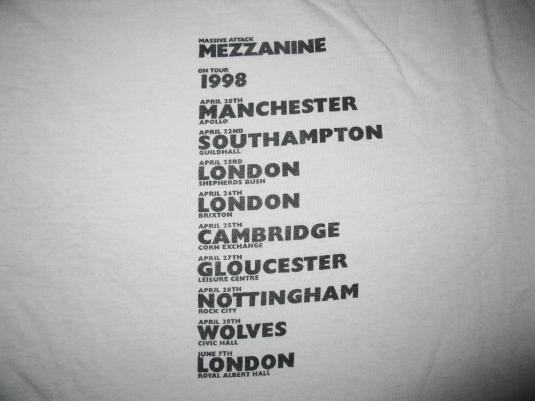 MASSIVE ATTACK
MEZZANINE
ON TOUR
1998
APRIL 20TH
MANCHESTER
APOLLO
APRIL 22ND
SOUTHAMPTON
GUILDHALL
APRIL 23RD
LONDON
SHEPHERDS BUSH
APRIL 24TH
LONDON
BRIXTON
APRIL 25TH
CAMBRIDGE
CORN EXCHANGE
APRIL 27TH
GLOUCESTER
LEISURE CENTRE
APRIL 28TH
NOTTINGHAM
ROCK CITY
APRIL 29TH
WOLVES
CIVIC HALL
JUNE 7TH
LONDON
ROYAL ALBERT HALL